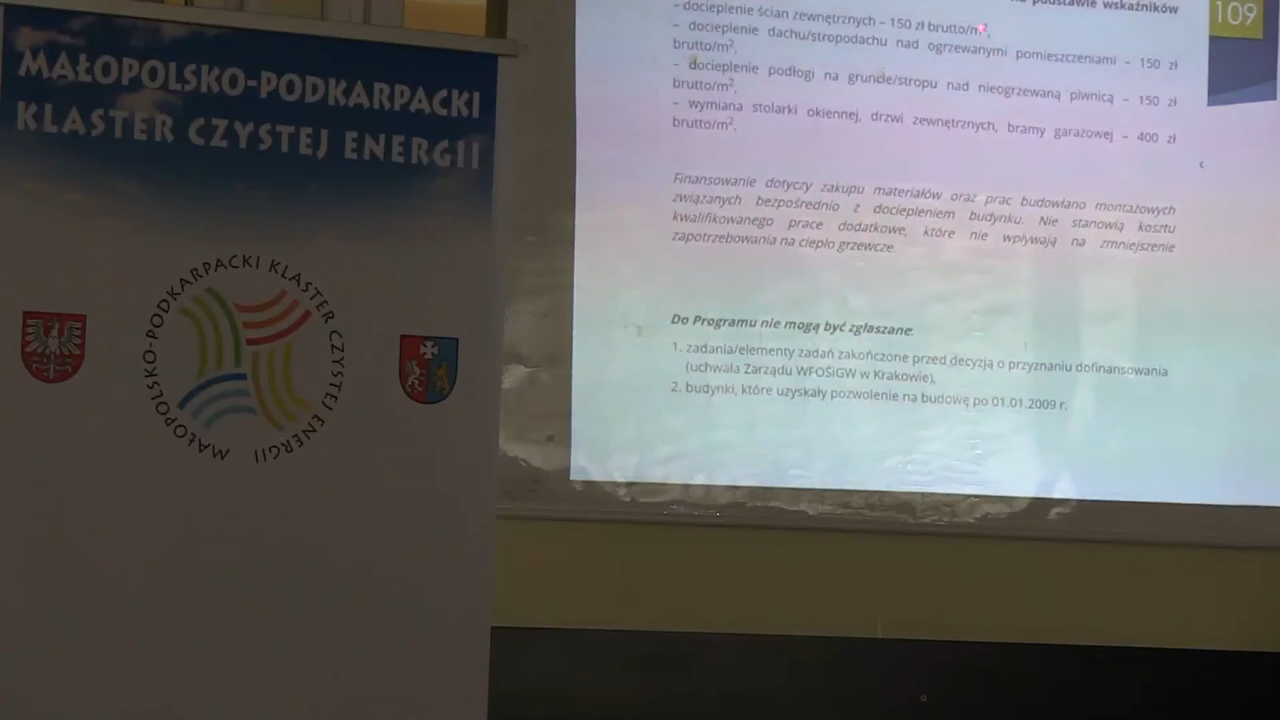 MAŁOPOLSKO-PODKARPACKI
KLASTER CZYSTEJ ENERGII
MAŁOPOLSKO-PODKARPACKI KLASTER CZYSTEJ ENERGII
podstawie wskaźników
109
– docieplenie ścian zewnętrznych – 150 zł brutto/m²,
– docieplenie dachu/stropodachu nad ogrzewanymi pomieszczeniami – 150 zł
brutto/m²,
– docieplenie podłogi na gruncie/stropu nad nieogrzewaną piwnicą – 150 zł
brutto/m²,
– wymiana stolarki okiennej, drzwi zewnętrznych, bramy garażowej – 400 zł
brutto/m².
Finansowanie dotyczy zakupu materiałów oraz prac budowlano montażowych
związanych bezpośrednio z dociepleniem budynku. Nie stanowią kosztu
kwalifikowanego prace dodatkowe, które nie wpływają na zmniejszenie
zapotrzebowania na ciepło grzewcze.
Do Programu nie mogą być zgłaszane:
1. zadania/elementy zadań zakończone przed decyzją o przyznaniu dofinansowania
(uchwała Zarządu WFOŚiGW w Krakowie),
2. budynki, które uzyskały pozwolenie na budowę po 01.01.2009 r.